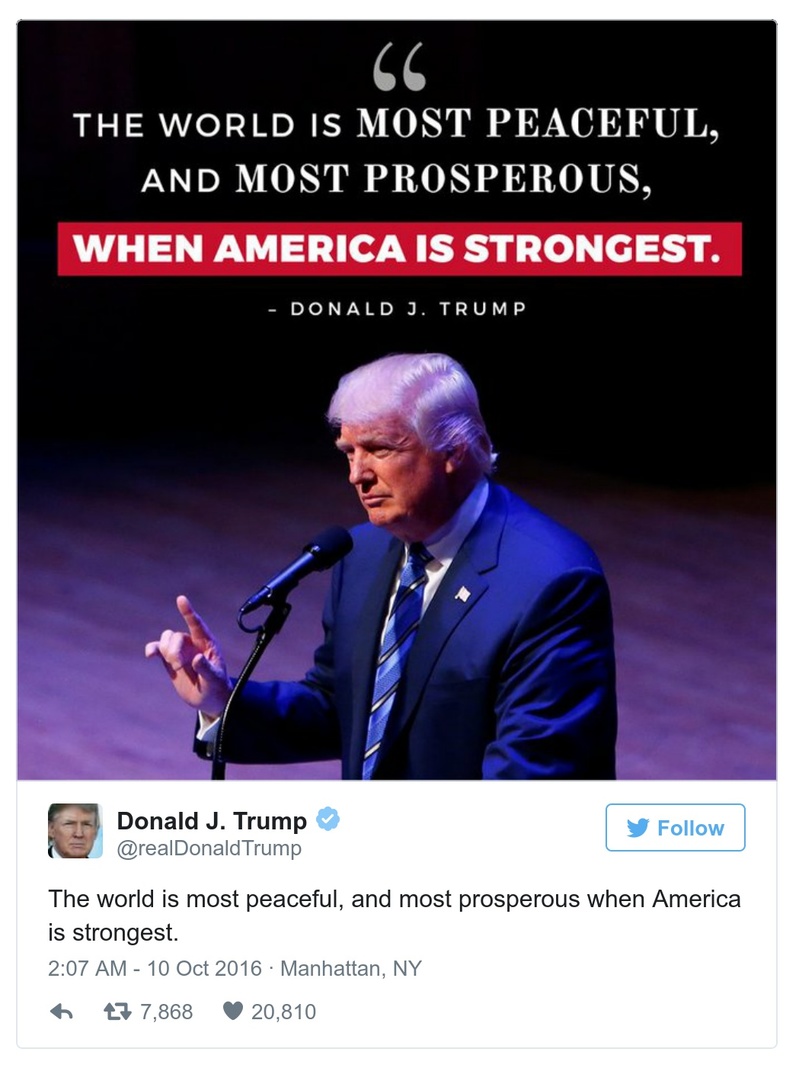 “
THE WORLD IS MOST PEACEFUL,
AND MOST PROSPEROUS,
WHEN AMERICA IS STRONGEST.
– DONALD J. TRUMP
Donald J. Trump
@realDonaldTrump
Follow
The world is most peaceful, and most prosperous when America
is strongest.
2:07 AM - 10 Oct 2016 · Manhattan, NY
7,868 20,810